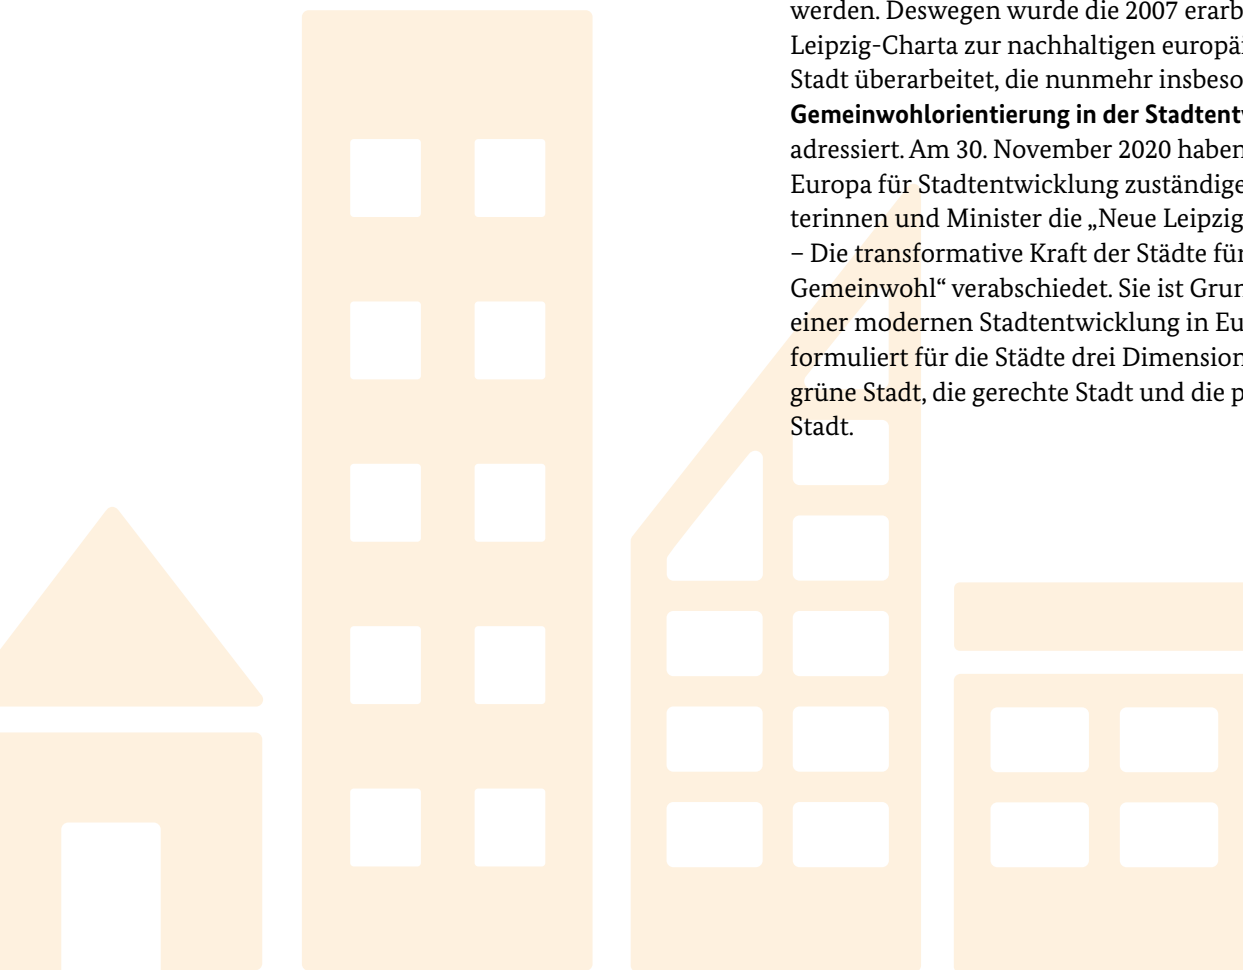 werden. Deswegen wurde die 2007 erarb
Leipzig-Charta zur nachhaltigen europäi
Stadt überarbeitet, die nunmehr insbeso
Gemeinwohlorientierung in der Stadtentw
adressiert. Am 30. November 2020 haben
Europa für Stadtentwicklung zuständige
terinnen und Minister die „Neue Leipzig
– Die transformative Kraft der Städte für
Gemeinwohl“ verabschiedet. Sie ist Grun
einer modernen Stadtentwicklung in Eu
formuliert für die Städte drei Dimension
grüne Stadt, die gerechte Stadt und die p
Stadt.